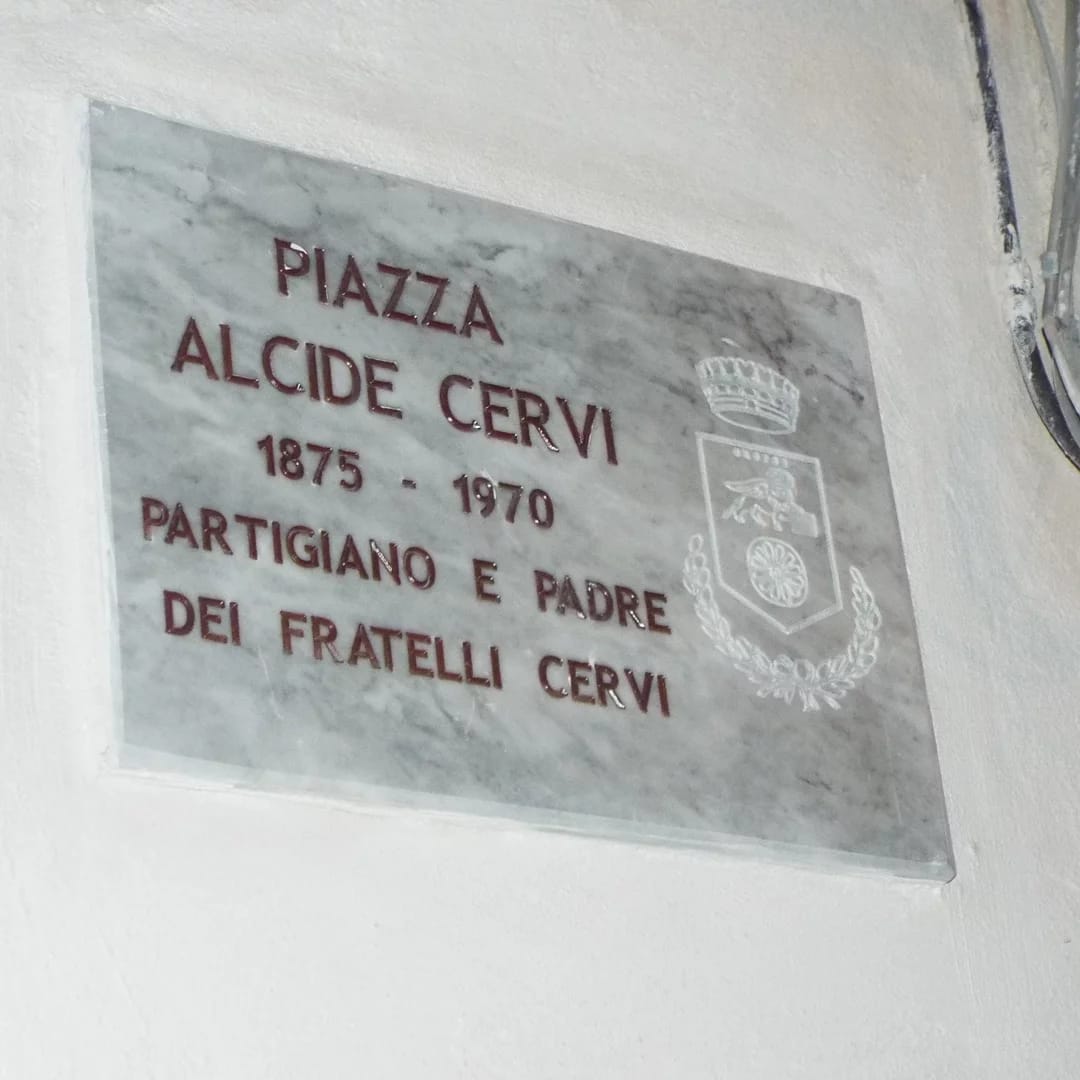 PIAZZA
ALCIDE CERVI
1875 - 1970
PARTIGIANO E PADRE
DEI FRATELLI CERVI